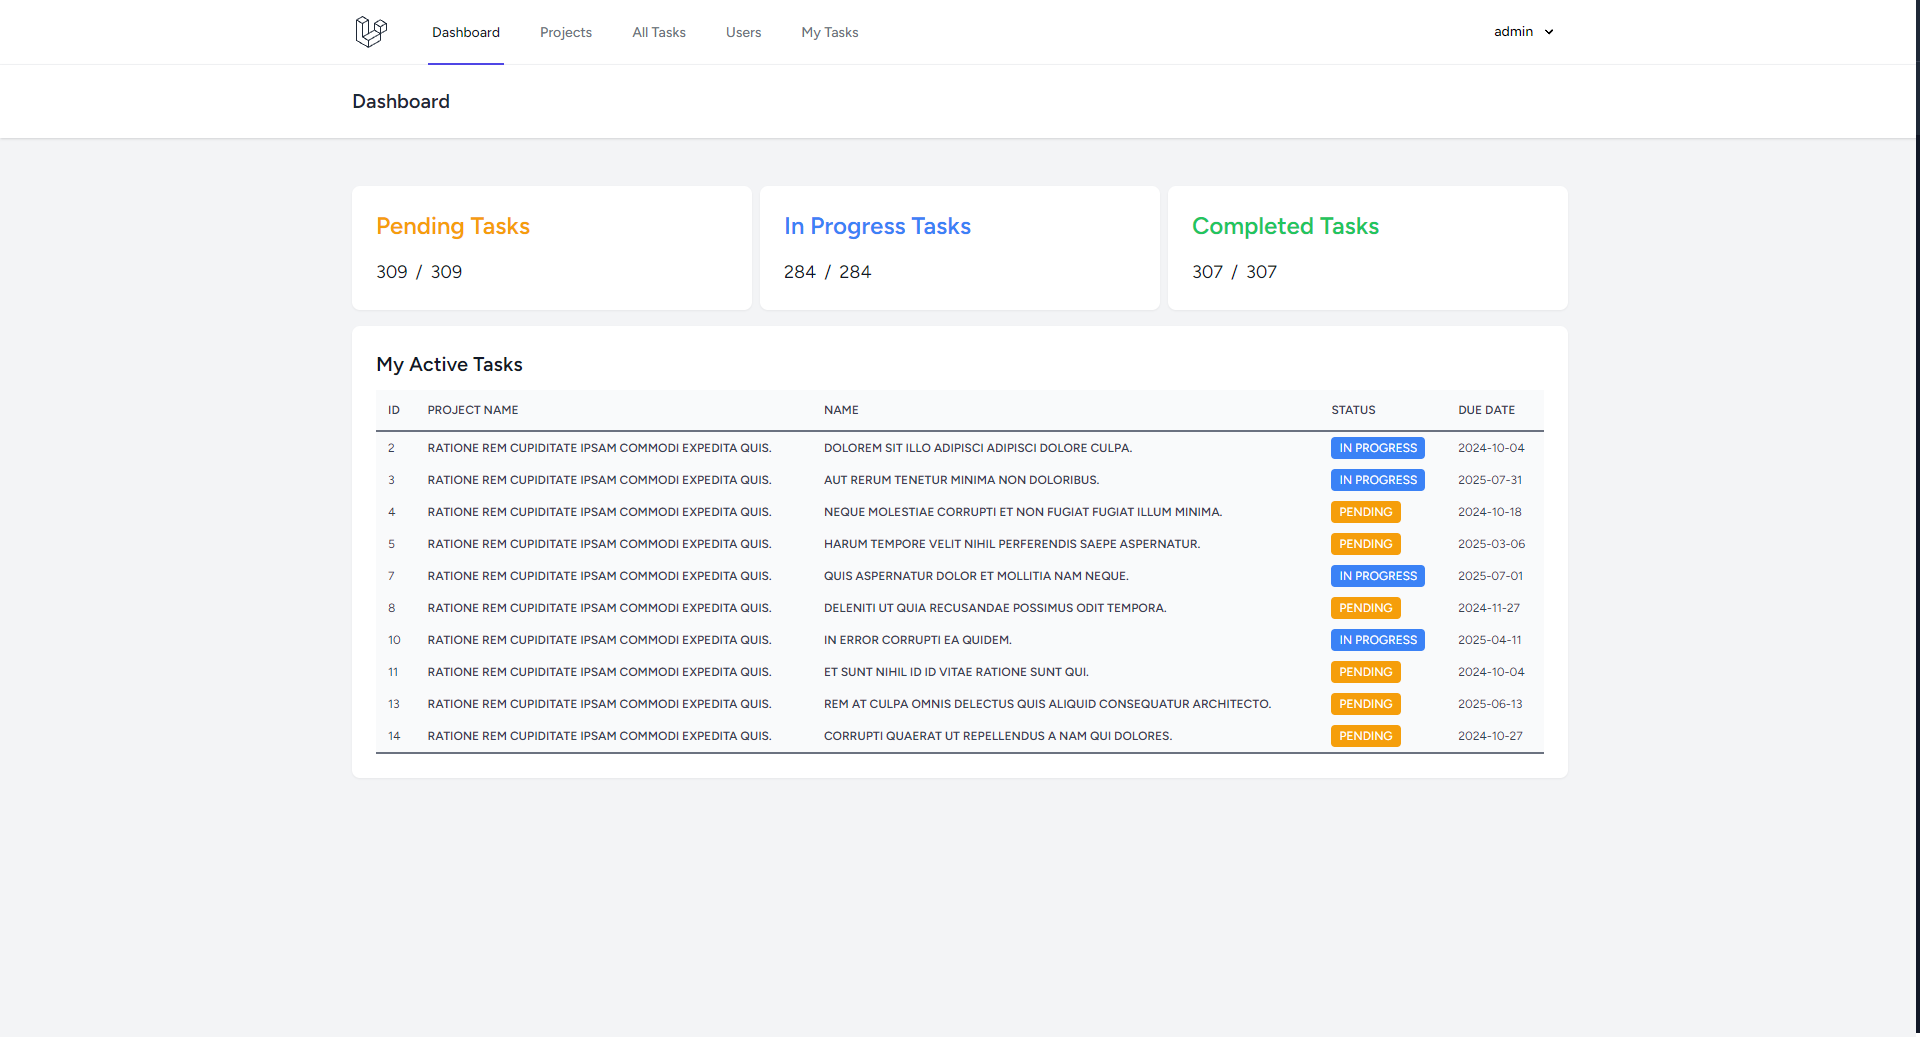 Dashboard Projects All Tasks Users My Tasks admin
Dashboard
Pending Tasks In Progress Tasks Completed Tasks
309 / 309 284 / 284 307 / 307
My Active Tasks
ID PROJECT NAME NAME STATUS DUE DATE
2 RATIONE REM CUPIDITATE IPSAM COMMODI EXPEDITA QUIS. DOLOREM SIT ILLO ADIPISCI ADIPISCI DOLORE CULPA. IN PROGRESS 2024-10-04
3 RATIONE REM CUPIDITATE IPSAM COMMODI EXPEDITA QUIS. AUT RERUM TENETUR MINIMA NON DOLORIBUS. IN PROGRESS 2025-07-31
4 RATIONE REM CUPIDITATE IPSAM COMMODI EXPEDITA QUIS. NEQUE MOLESTIAE CORRUPTI ET NON FUGIAT FUGIAT ILLUM MINIMA. PENDING 2024-10-18
5 RATIONE REM CUPIDITATE IPSAM COMMODI EXPEDITA QUIS. HARUM TEMPORE VELIT NIHIL PERFERENDIS SAEPE ASPERNATUR. PENDING 2025-03-06
7 RATIONE REM CUPIDITATE IPSAM COMMODI EXPEDITA QUIS. QUIS ASPERNATUR DOLOR ET MOLLITIA NAM NEQUE. IN PROGRESS 2025-07-01
8 RATIONE REM CUPIDITATE IPSAM COMMODI EXPEDITA QUIS. DELENITI UT QUIA RECUSANDAE POSSIMUS ODIT TEMPORA. PENDING 2024-11-27
10 RATIONE REM CUPIDITATE IPSAM COMMODI EXPEDITA QUIS. IN ERROR CORRUPTI EA QUIDEM. IN PROGRESS 2025-04-11
11 RATIONE REM CUPIDITATE IPSAM COMMODI EXPEDITA QUIS. ET SUNT NIHIL ID ID VITAE RATIONE SUNT QUI. PENDING 2024-10-04
13 RATIONE REM CUPIDITATE IPSAM COMMODI EXPEDITA QUIS. REM AT CULPA OMNIS DELECTUS QUIS ALIQUID CONSEQUATUR ARCHITECTO. PENDING 2025-06-13
14 RATIONE REM CUPIDITATE IPSAM COMMODI EXPEDITA QUIS. CORRUPTI QUAERAT UT REPELLENDUS A NAM QUI DOLORES. PENDING 2024-10-27